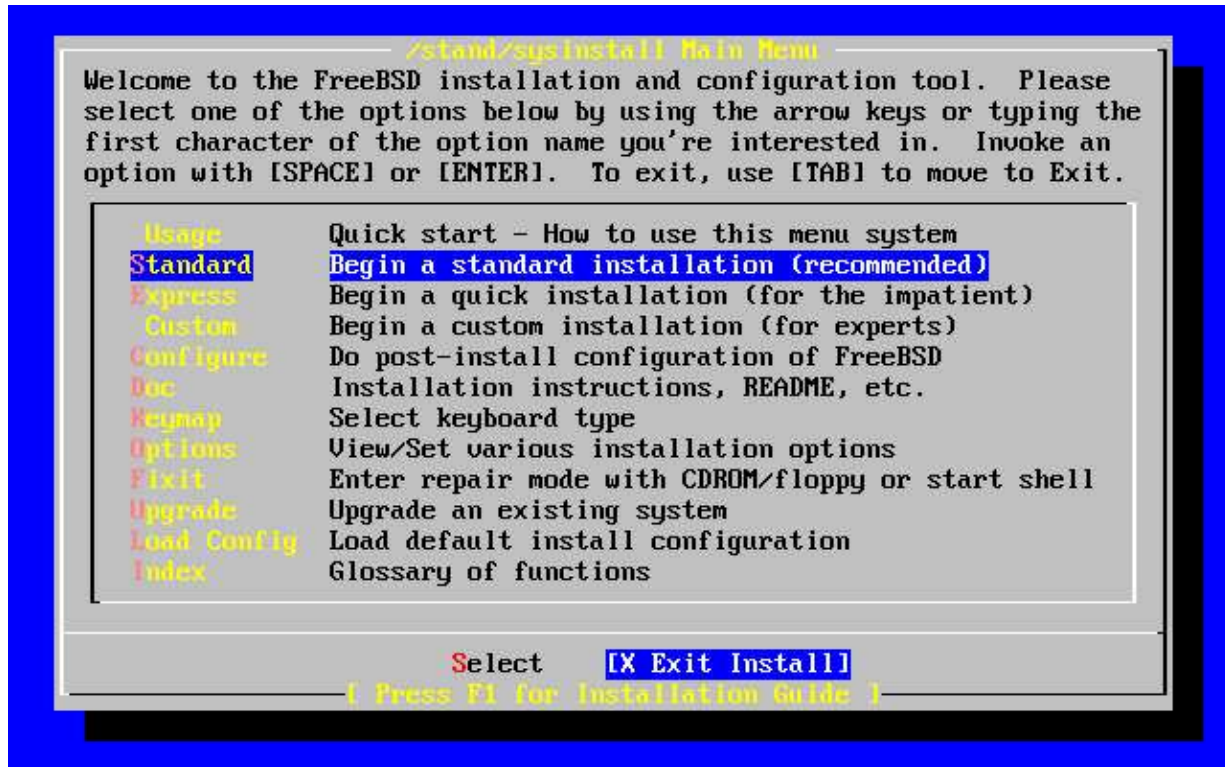 /stand/sysinstall Main Menu
Welcome to the FreeBSD installation and configuration tool.  Please
select one of the options below by using the arrow keys or typing the
first character of the option name you're interested in.  Invoke an
option with [SPACE] or [ENTER].  To exit, use [TAB] to move to Exit.
Usage Quick start - How to use this menu system
Standard Begin a standard installation (recommended)
Express Begin a quick installation (for the impatient)
Custom Begin a custom installation (for experts)
Configure Do post-install configuration of FreeBSD
Doc Installation instructions, README, etc.
Keymap Select keyboard type
Options View/Set various installation options
Fixit Enter repair mode with CDROM/floppy or start shell
Upgrade Upgrade an existing system
Load Config Load default install configuration
Index Glossary of functions
Select [X Exit Install]
[ Press F1 for Installation Guide ]